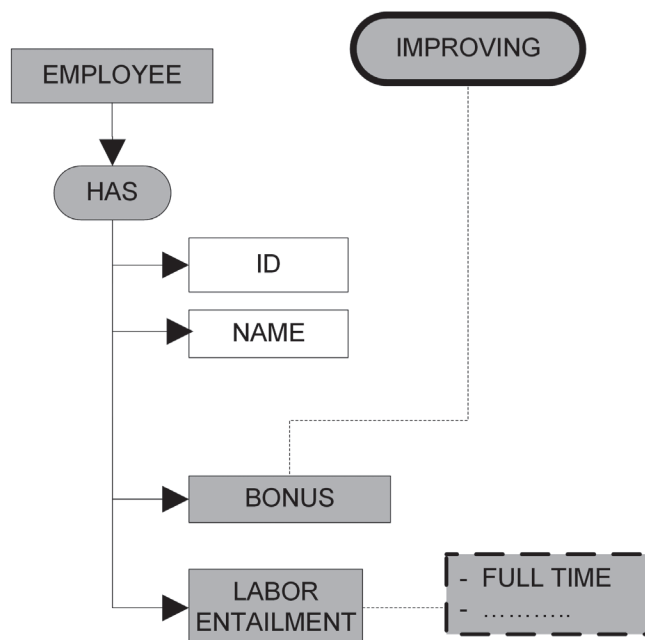 IMPROVING
EMPLOYEE
HAS
ID
NAME
BONUS
LABOR
ENTAILMENT
- FULL TIME
- ...........